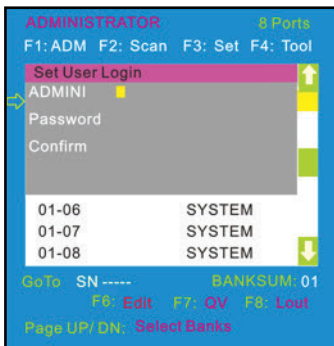 ADMINISTRATOR 8 Ports
F1: ADM F2: Scan F3: Set F4: Tool
Set User Login
ADMINI
Password
Confirm
01-06 SYSTEM
01-07 SYSTEM
01-08 SYSTEM
GoTo SN ----- BANKSUM: 01
F6: Edit F7: QV F8: Lout
Page UP/ DN: Select Banks